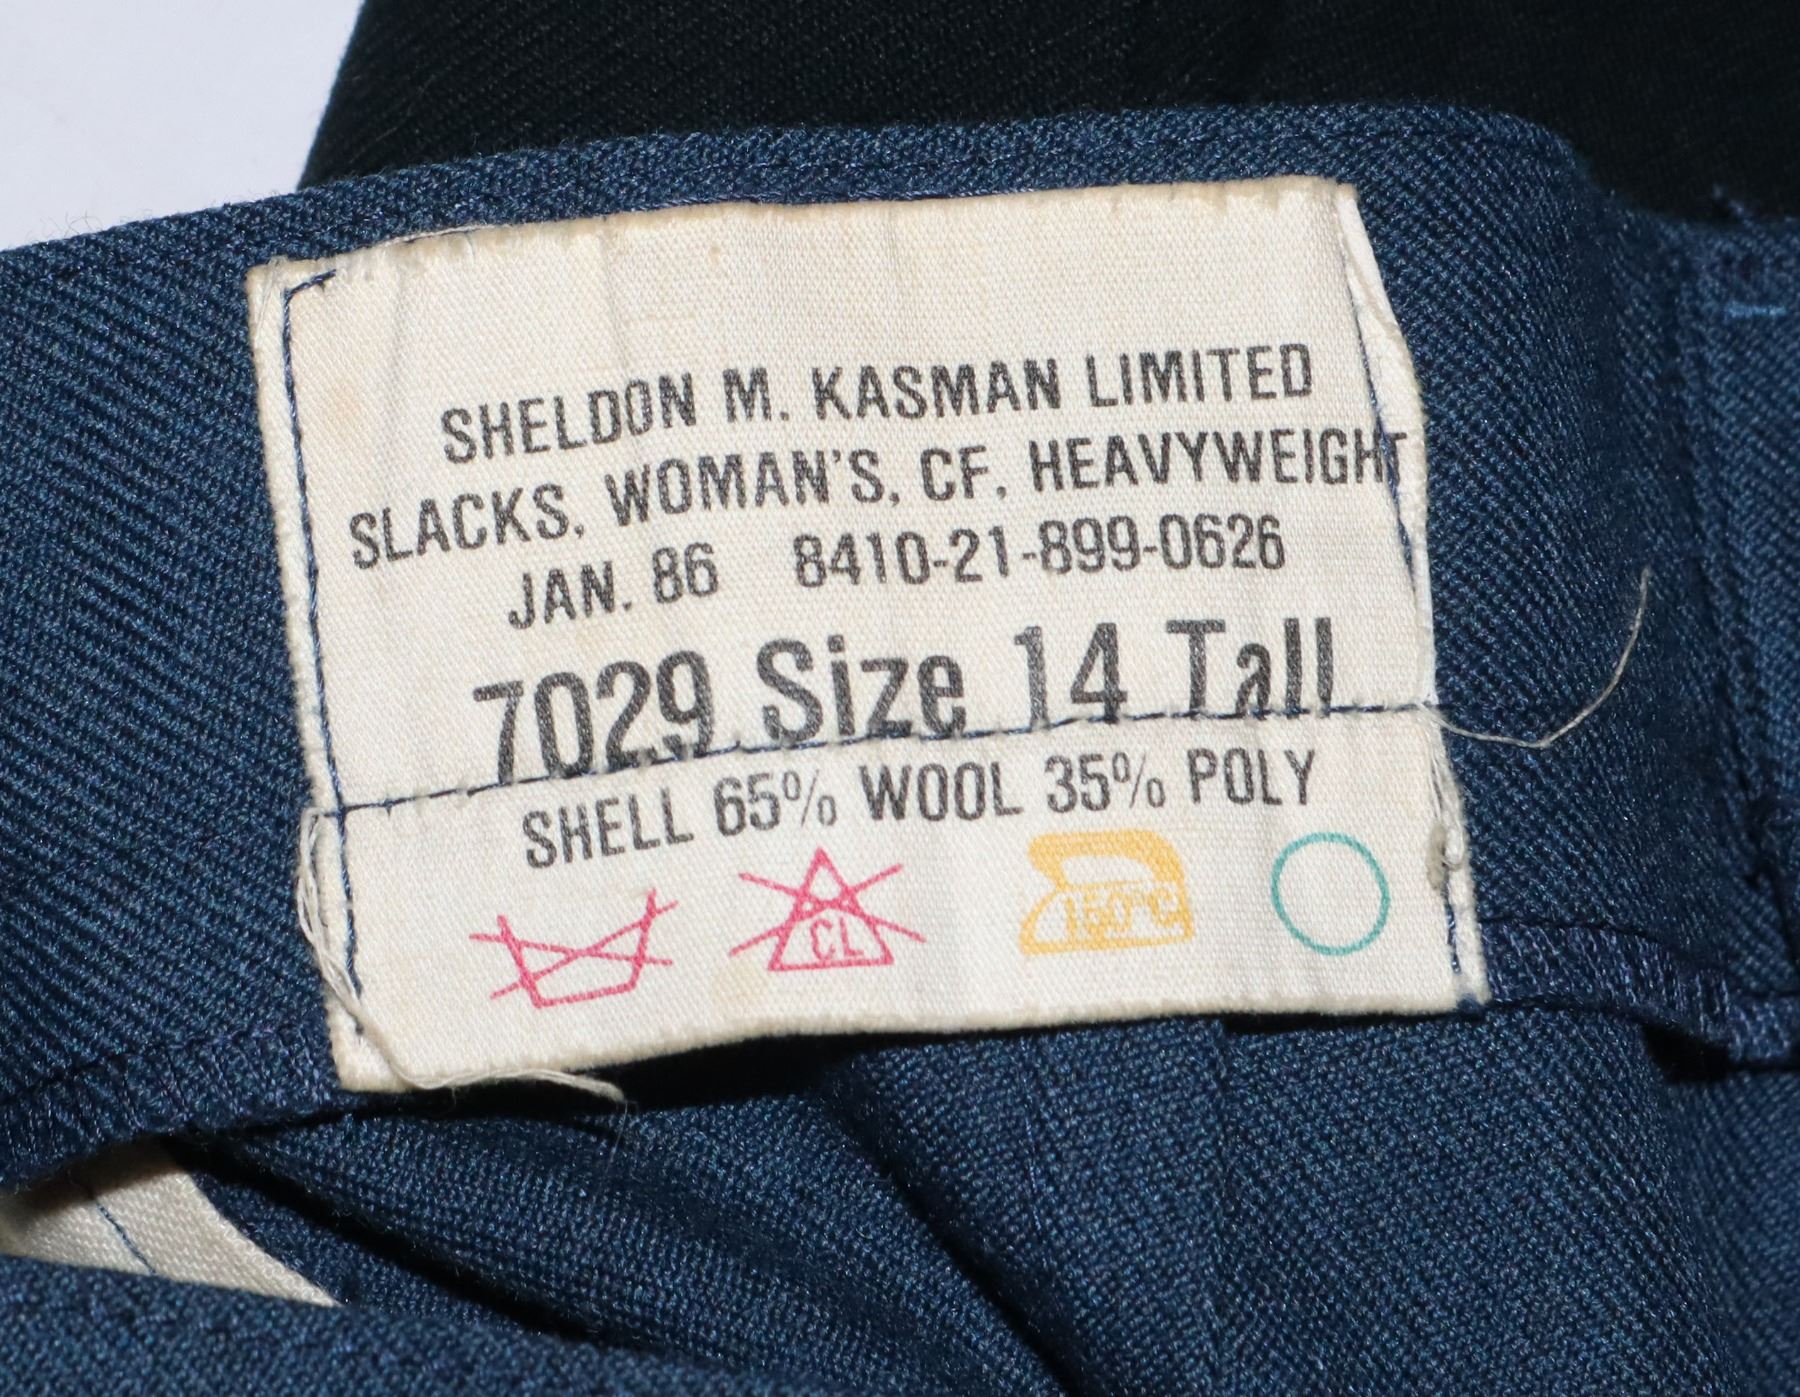 SHELDON M. KASMAN LIMITED
SLACKS, WOMAN'S, CF, HEAVYWEIGHT
JAN. 86 8410-21-899-0626
7029 Size 14 Tall
SHELL 65% WOOL 35% POLY
CL 150°C